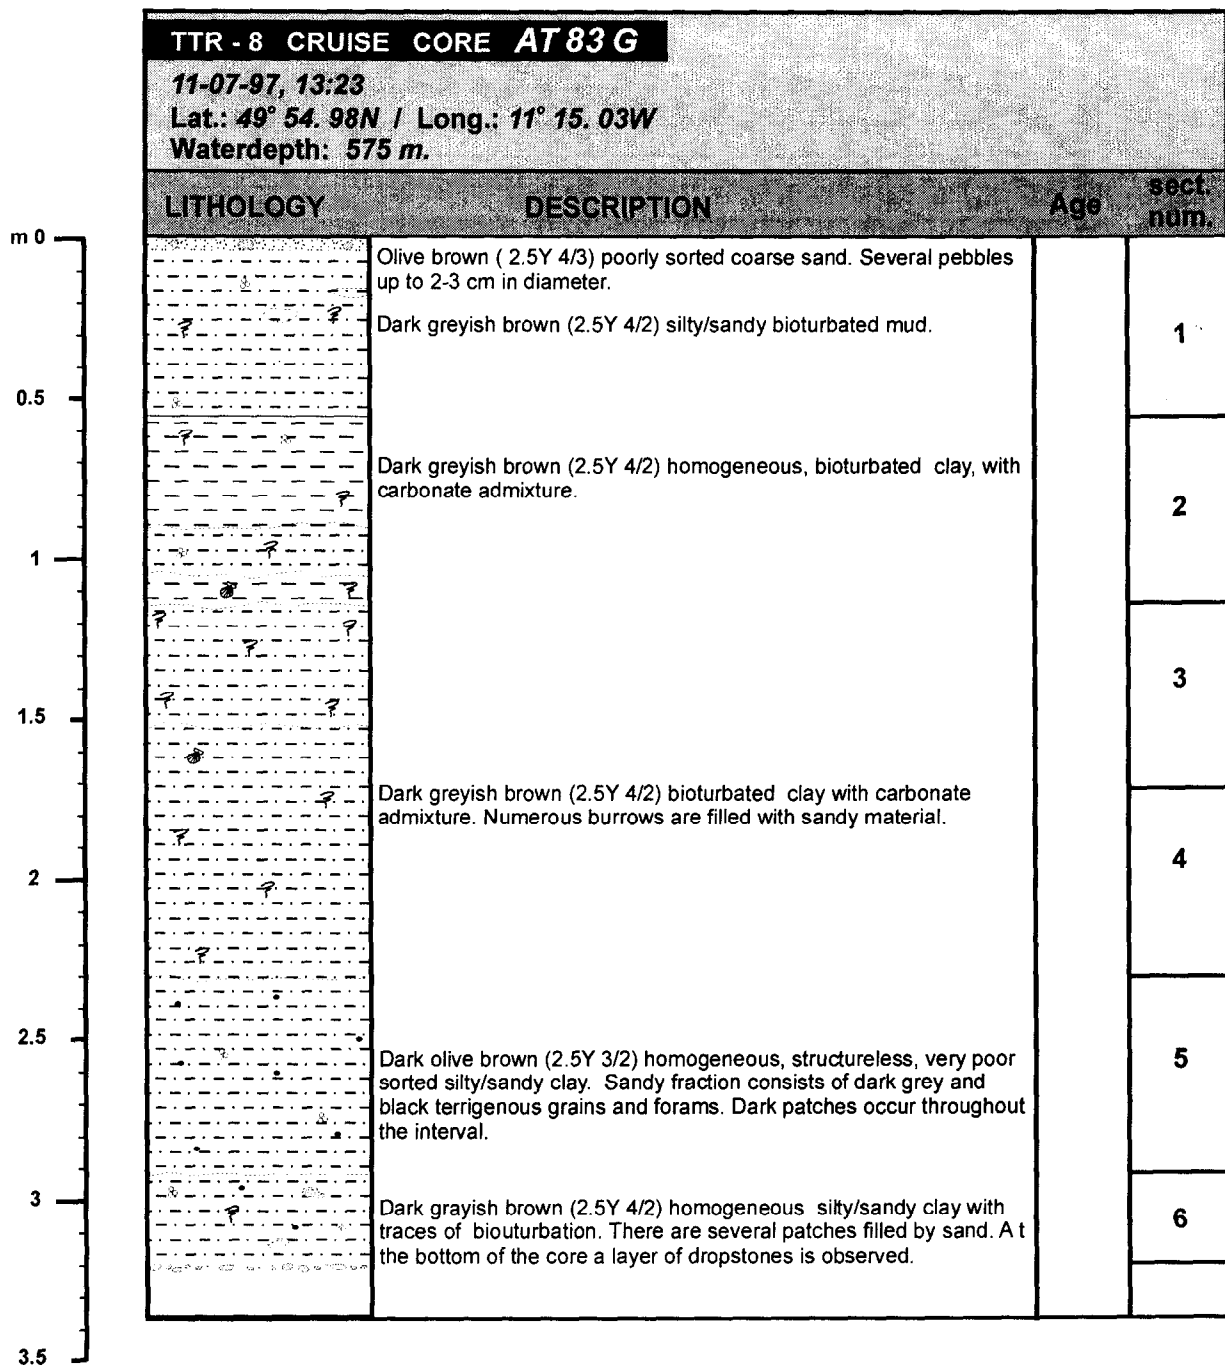 TTR - 8 CRUISE CORE AT 83 G
11-07-97, 13:23
Lat.: 49° 54. 98N / Long.: 11° 15. 03W
Waterdepth: 575 m.
LITHOLOGY DESCRIPTION Age sect. num.
m 0
Olive brown ( 2.5Y 4/3) poorly sorted coarse sand. Several pebbles
up to 2-3 cm in diameter.
Dark greyish brown (2.5Y 4/2) silty/sandy bioturbated mud.
1
0.5
Dark greyish brown (2.5Y 4/2) homogeneous, bioturbated clay, with
carbonate admixture.
2
1
3
1.5
Dark greyish brown (2.5Y 4/2) bioturbated clay with carbonate
admixture. Numerous burrows are filled with sandy material.
4
2
2.5
Dark olive brown (2.5Y 3/2) homogeneous, structureless, very poor
sorted silty/sandy clay. Sandy fraction consists of dark grey and
black terrigenous grains and forams. Dark patches occur throughout
the interval.
5
3
Dark grayish brown (2.5Y 4/2) homogeneous silty/sandy clay with
traces of biouturbation. There are several patches filled by sand. A t
the bottom of the core a layer of dropstones is observed.
6
3.5